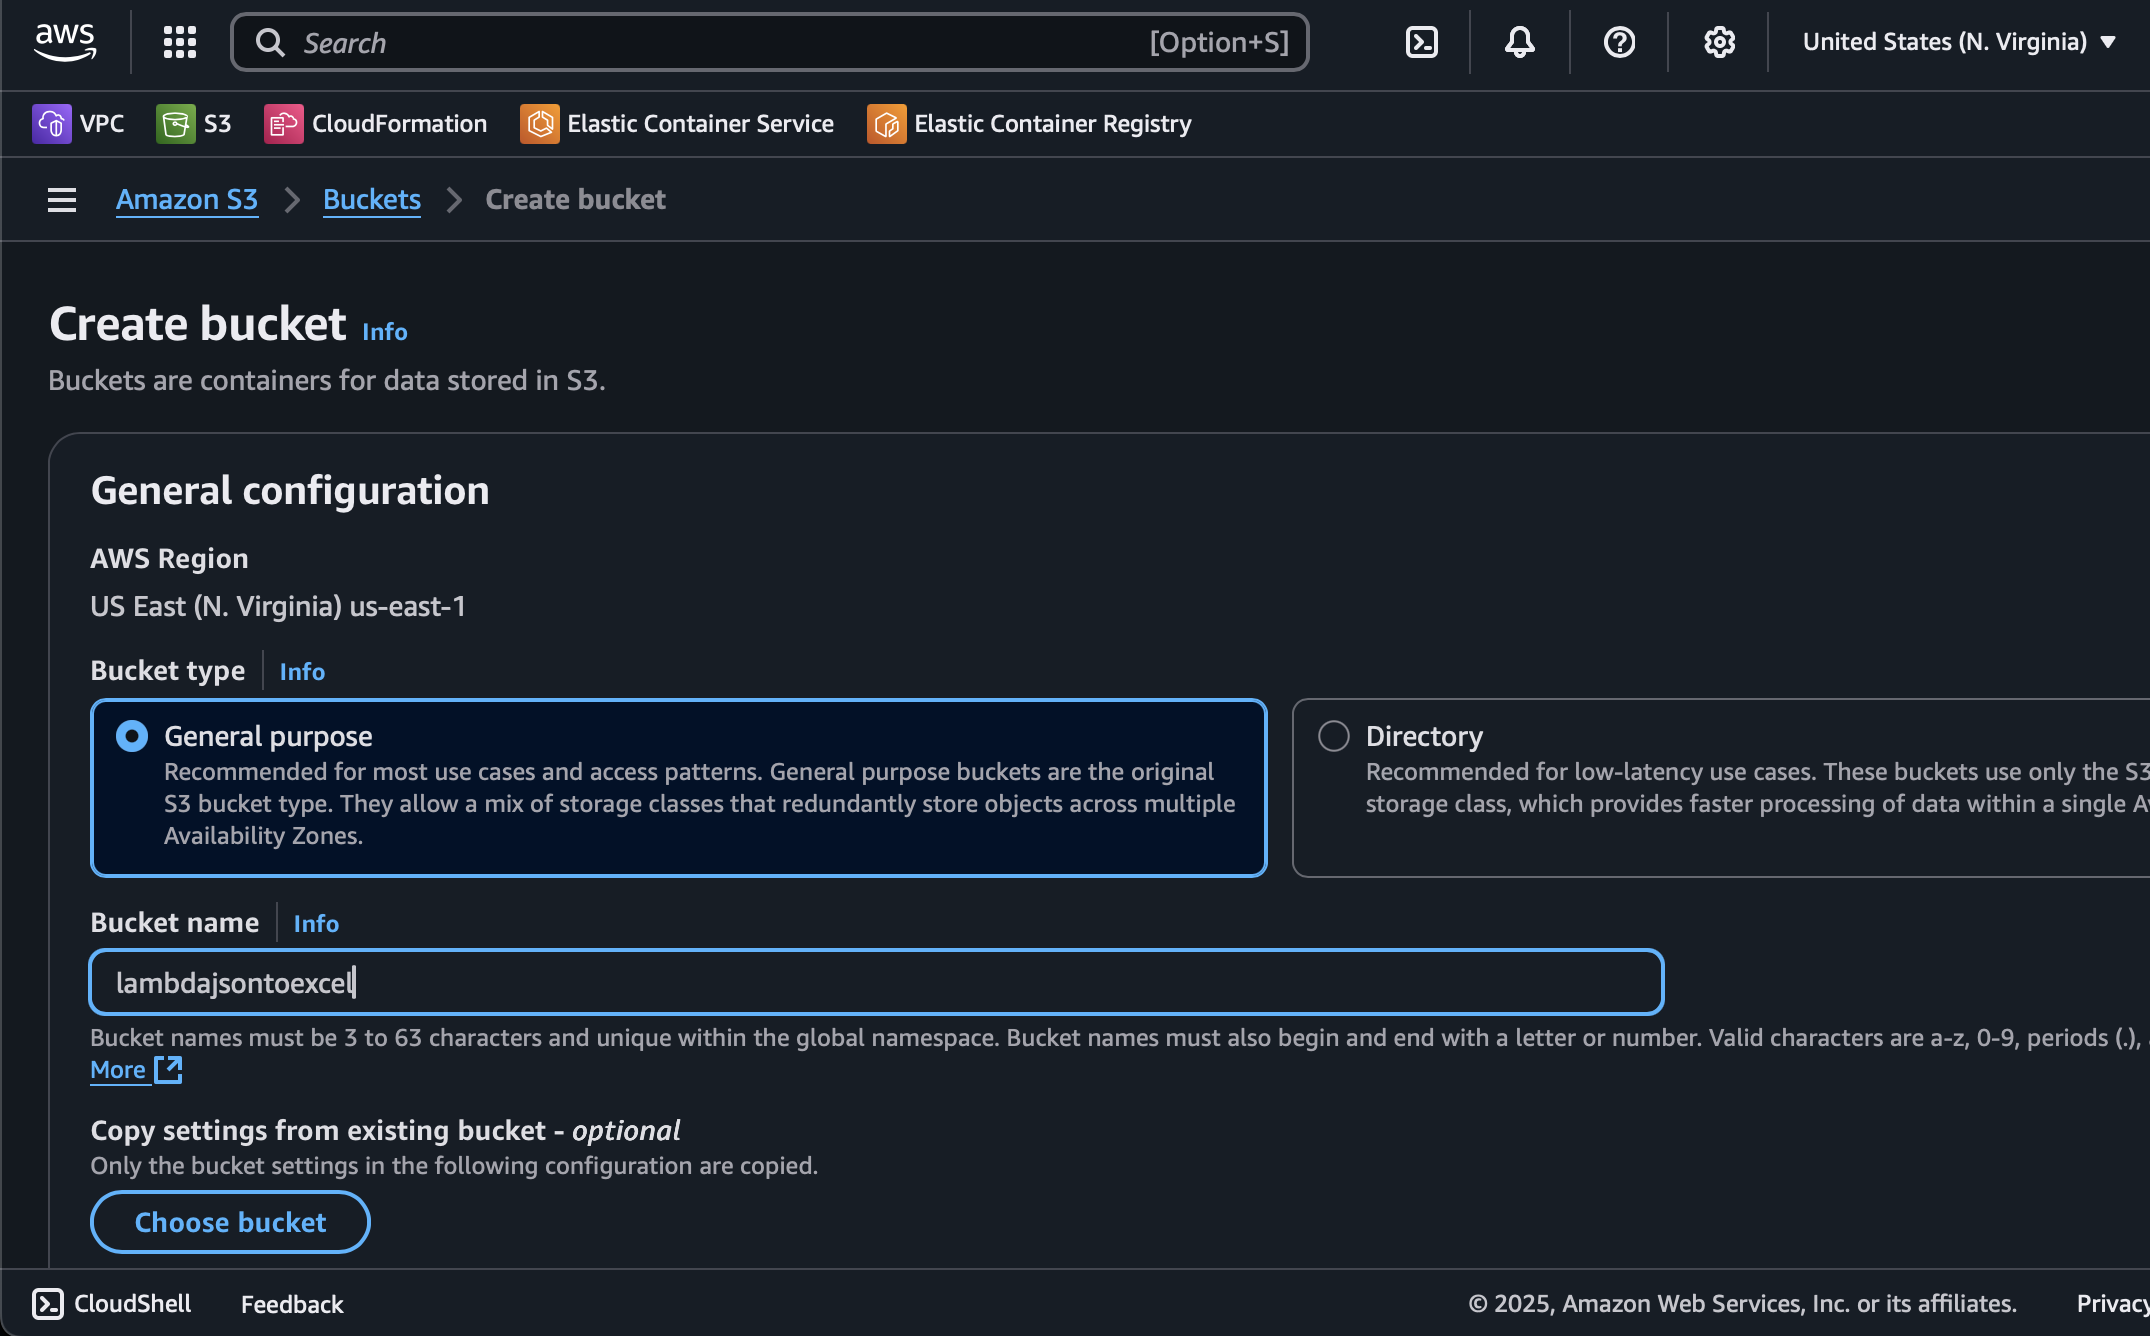 aws
Search
[Option+S]
United States (N. Virginia)
VPC
S3
CloudFormation
Elastic Container Service
Elastic Container Registry
Amazon S3
Buckets
Create bucket
Create bucket Info
Buckets are containers for data stored in S3.
General configuration
AWS Region
US East (N. Virginia) us-east-1
Bucket type
Info
General purpose
Recommended for most use cases and access patterns. General purpose buckets are the original
S3 bucket type. They allow a mix of storage classes that redundantly store objects across multiple
Availability Zones.
Directory
Recommended for low-latency use cases. These buckets use only the S3
storage class, which provides faster processing of data within a single
Bucket name
Info
lambdajsontoexcel
Bucket names must be 3 to 63 characters and unique within the global namespace. Bucket names must also begin and end with a letter or number. Valid characters are a-z, 0-9, periods (.),
More
Copy settings from existing bucket - optional
Only the bucket settings in the following configuration are copied.
Choose bucket
CloudShell
Feedback
© 2025, Amazon Web Services, Inc. or its affiliates.
Privacy